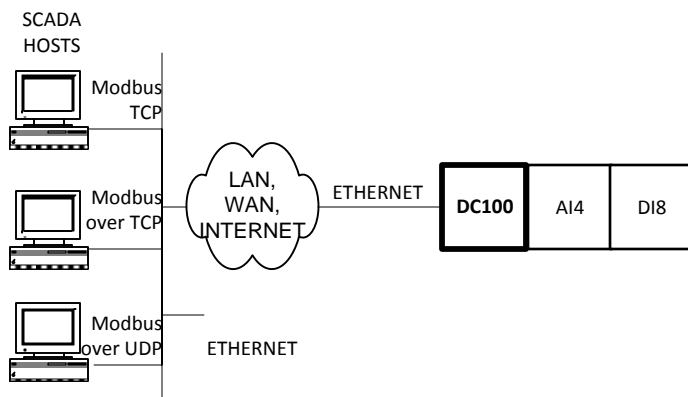 SCADA
HOSTS
Modbus
TCP
Modbus
over TCP
Modbus
over UDP
LAN,
WAN,
INTERNET
ETHERNET
ETHERNET
DC100
AI4
DI8